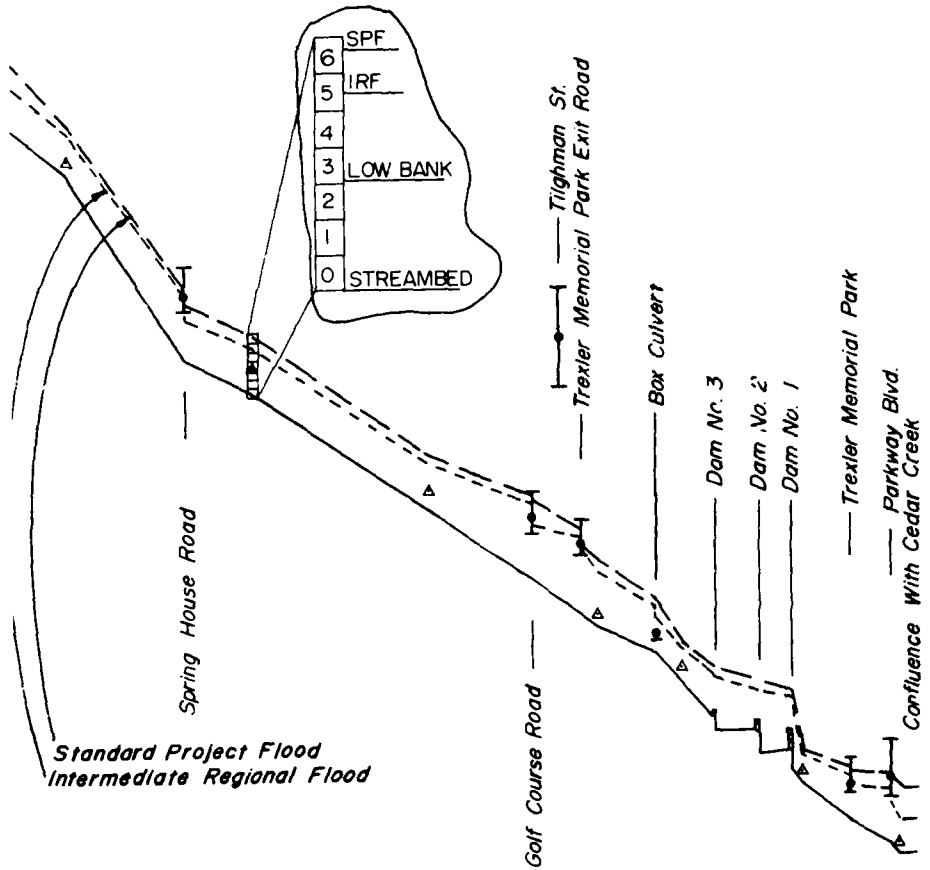 6 SPF
5 IRF
4
3 LOW BANK
2
1
0 STREAMBED
Tilghman St.
Trexler Memorial Park Exit Road
Box Culvert
Dam No. 3
Dam No. 2
Dam No. 1
Trexler Memorial Park
Parkway Blvd.
Confluence With Cedar Creek
Spring House Road
Golf Course Road
Standard Project Flood
Intermediate Regional Flood